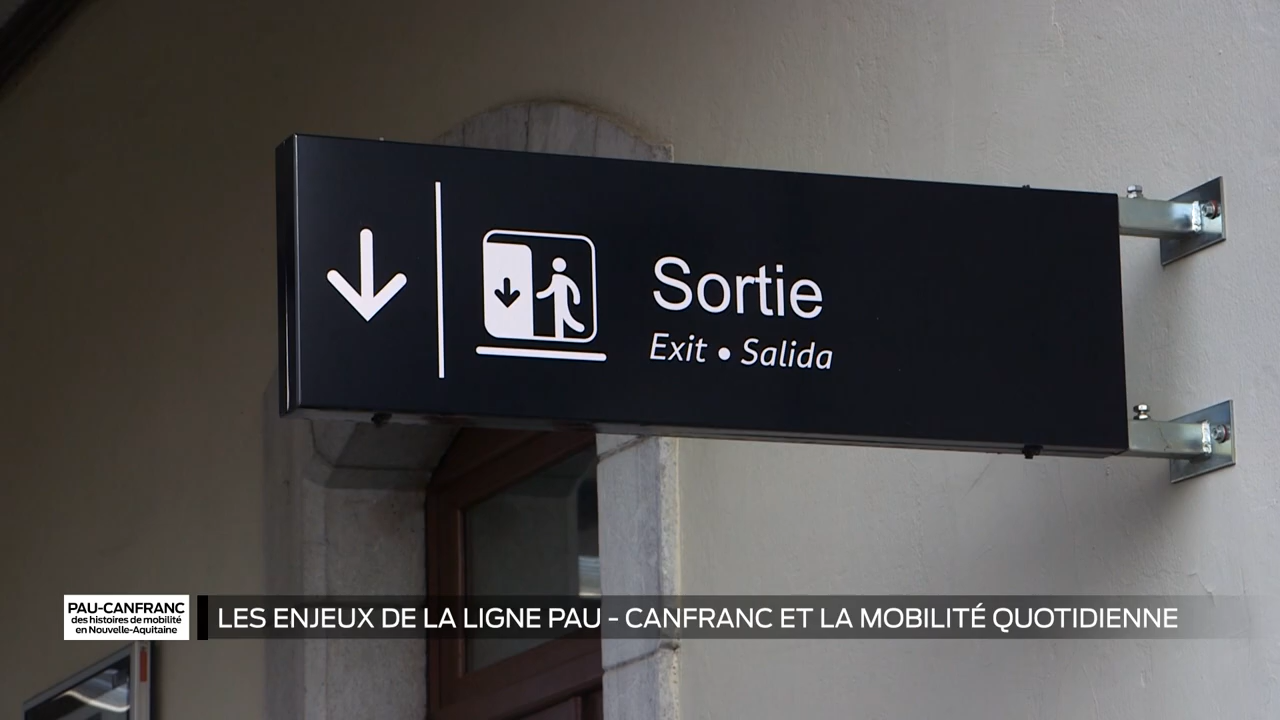 Sortie
Exit • Salida
PAU-CANFRANC
des histoires de mobilité
en Nouvelle-Aquitaine
LES ENJEUX DE LA LIGNE PAU - CANFRANC ET LA MOBILITÉ QUOTIDIENNE